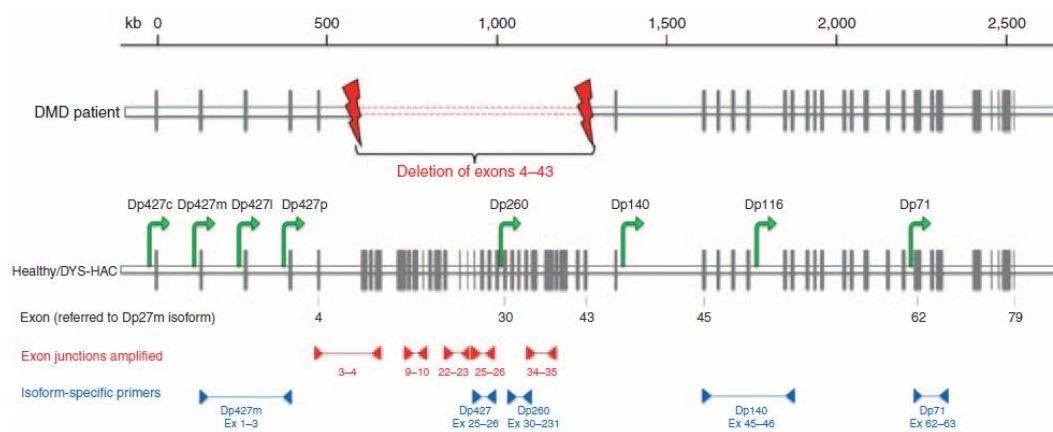 kb 0 500 1,000 1,500 2,000 2,500
DMD patient
Deletion of exons 4–43
Dp427c Dp427m Dp427l Dp427p Dp260 Dp140 Dp116 Dp71
Healthy/DYS-HAC
Exon (referred to Dp27m isoform) 4 30 43 45 62 79
Exon junctions amplified
3–4 9–10 22–23 25–26 34–35
Isoform-specific primers
Dp427m Dp427 Dp260 Dp140 Dp71
Ex 1–3 Ex 25–26 Ex 30–231 Ex 45–46 Ex 62–63